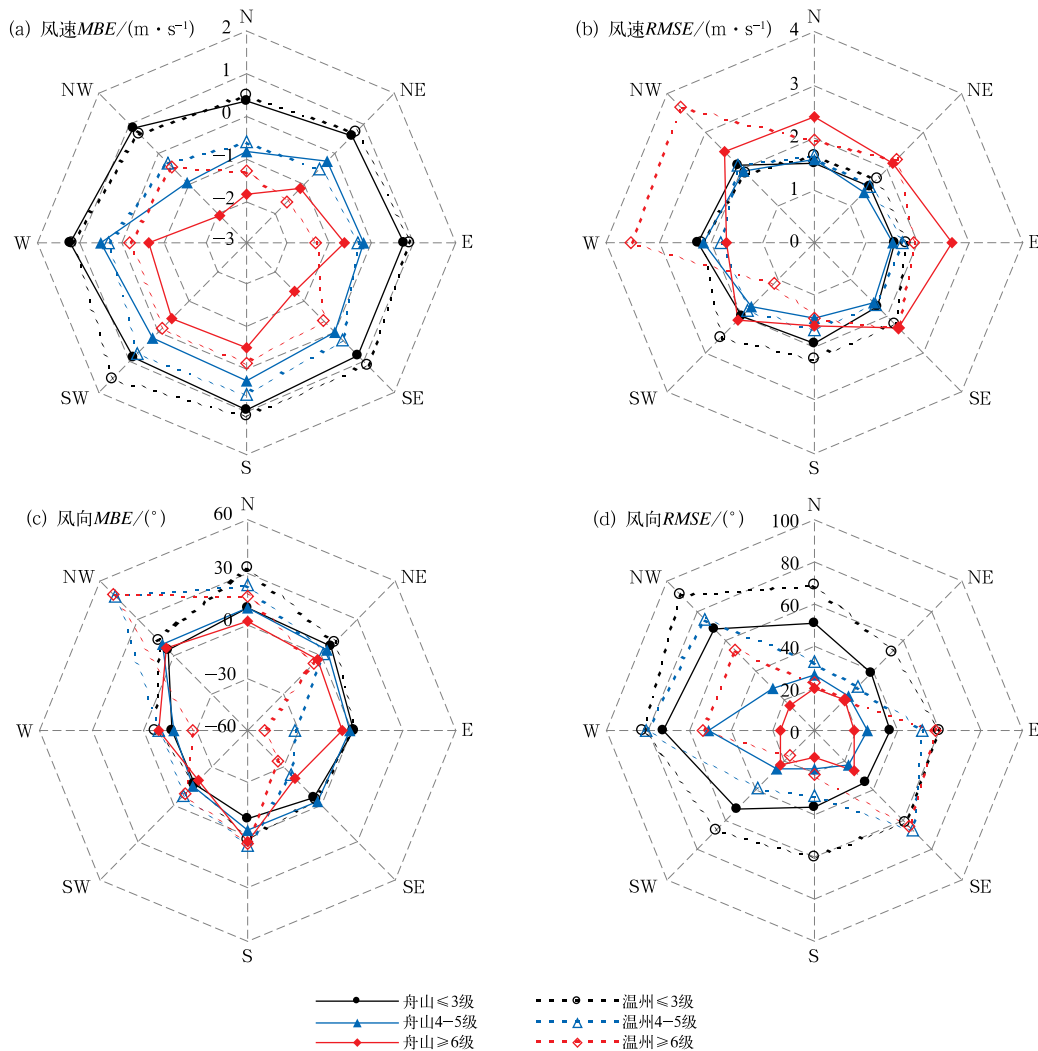 (a) 风速MBE/(m·s⁻¹)
N
2
1
0
−1
−2
−3
NW
NE
W
E
SW
SE
S
(b) 风速RMSE/(m·s⁻¹)
N
4
3
2
1
0
NW
NE
W
E
SW
SE
S
(c) 风向MBE/(°)
N
60
30
0
−30
−60
NW
NE
W
E
SW
SE
S
(d) 风向RMSE/(°)
N
100
80
60
40
20
0
NW
NE
W
E
SW
SE
S
舟山≤3级
温州≤3级
舟山4−5级
温州4−5级
舟山≥6级
温州≥6级